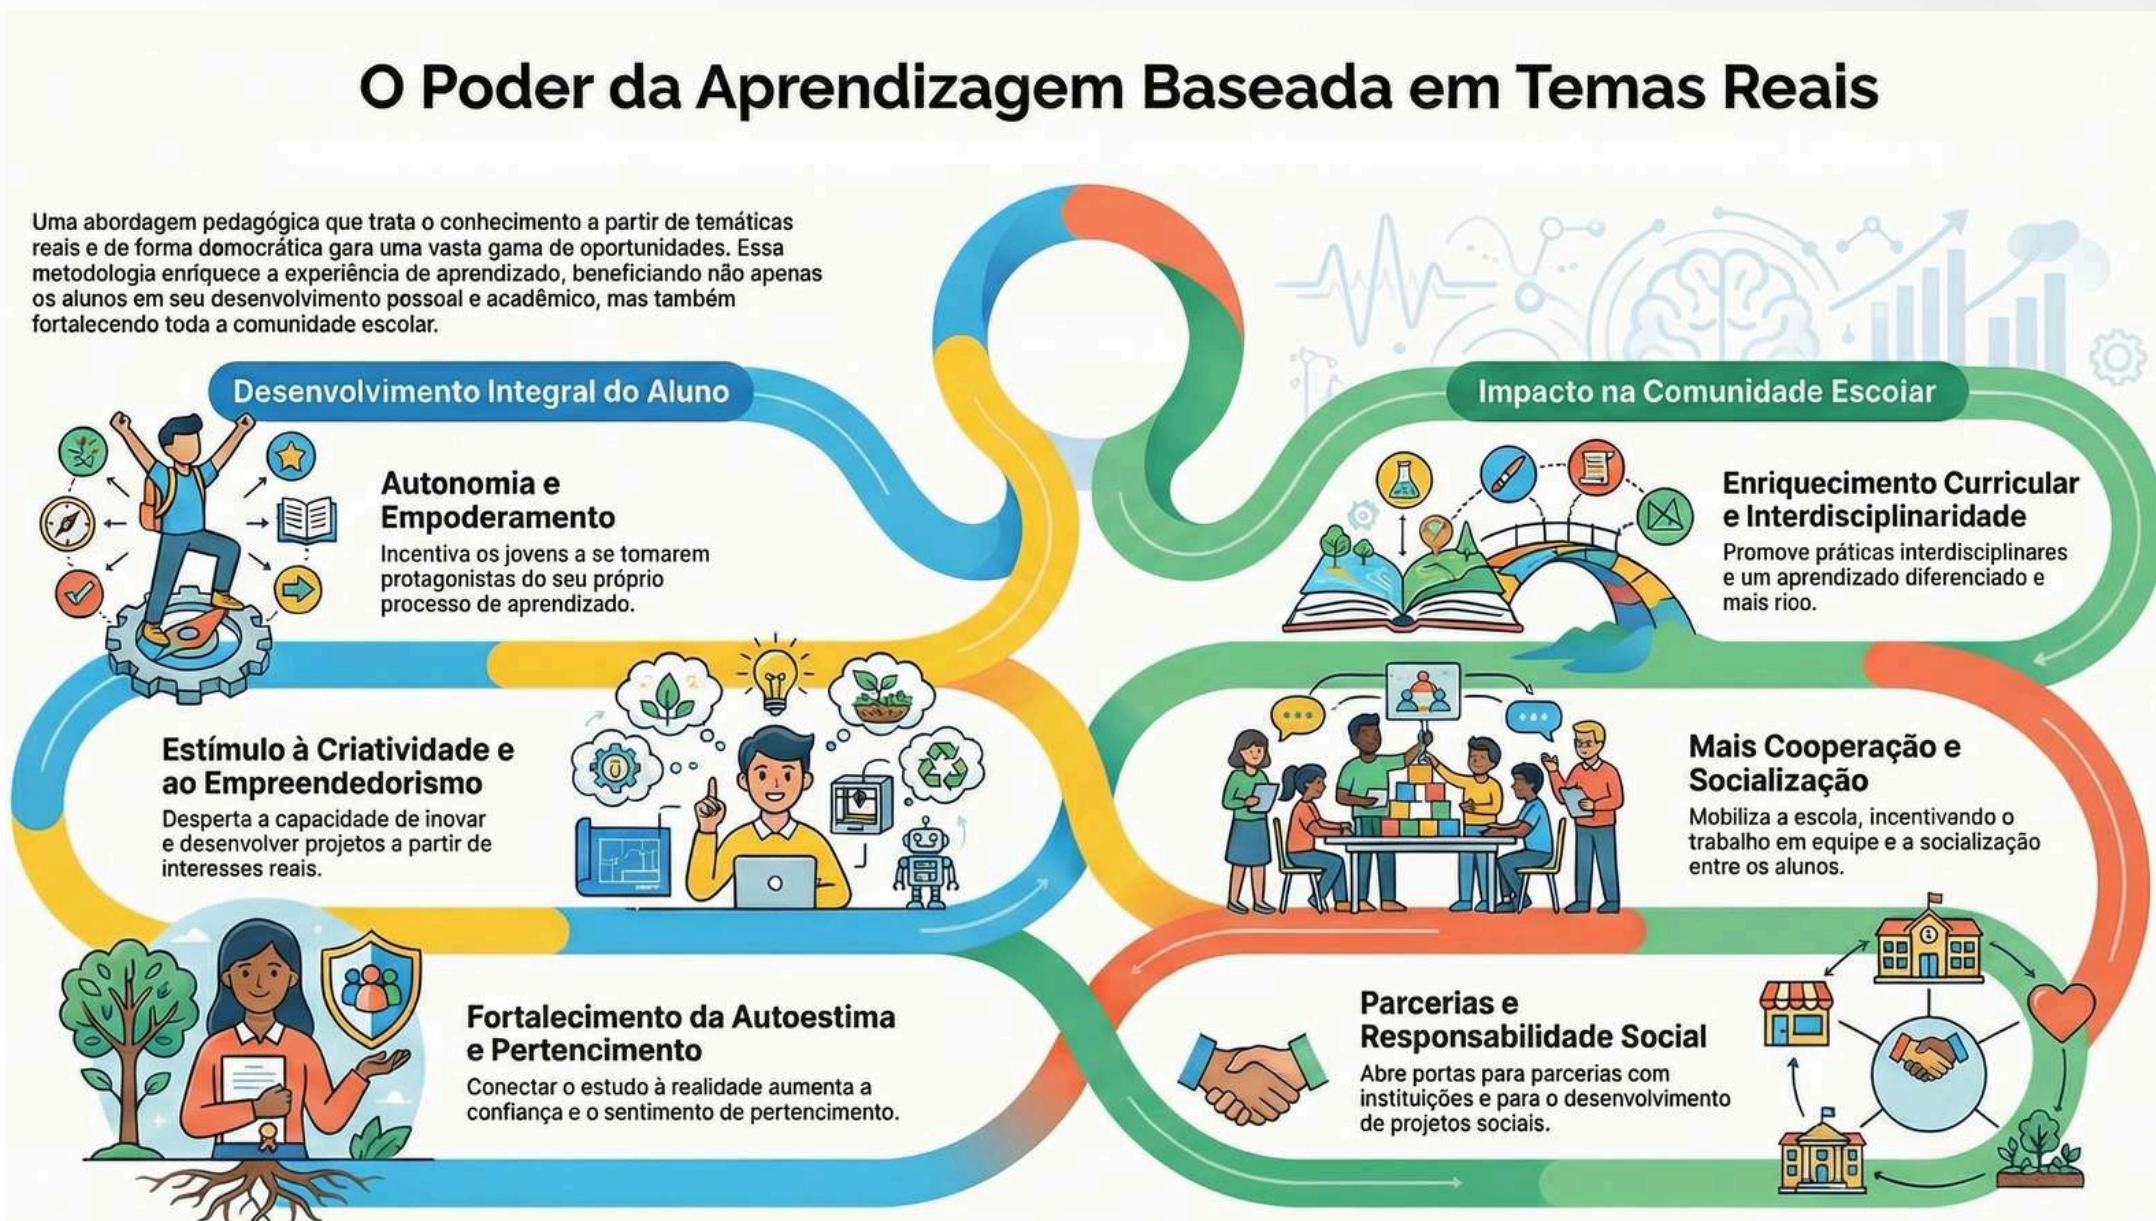 O Poder da Aprendizagem Baseada em Temas Reais
Uma abordagem pedagógica que trata o conhecimento a partir de temáticas
reais e de forma domocrática gara uma vasta gama de oportunidades. Essa
metodologia enríquece a experiência de aprendizado, beneficiando não apenas
os alunos em seu desenvolvimento possoal e acadêmico, mas também
fortalecendo toda a comunidade escolar.
Desenvolvimento Integral do Aluno
Autonomia e
Empoderamento
Incentiva os jovens a se tomarem
protagonistas do seu próprio
processo de aprendizado.
Estímulo à Criatividade e
ao Empreendedorismo
Desperta a capacidade de inovar
e desenvolver projetos a partir de
interesses reais.
Fortalecimento da Autoestima
e Pertencimento
Conectar o estudo à realidade aumenta a
confiança e o sentimento de pertencimento.
Impacto na Comunidade Escoiar
Enriquecimento Curricular
e Interdisciplinaridade
Promove práticas interdisciplinares
e um aprendizado diferenciado e
mais rioo.
Mais Cooperação e
Socialização
Mobiliza a escola, incentivando o
trabalho em equipe e a socialização
entre os alunos.
Parcerias e
Responsabilidade Social
Abre portas para parcerias com
instituições e para o desenvolvimento
de projetos sociais.